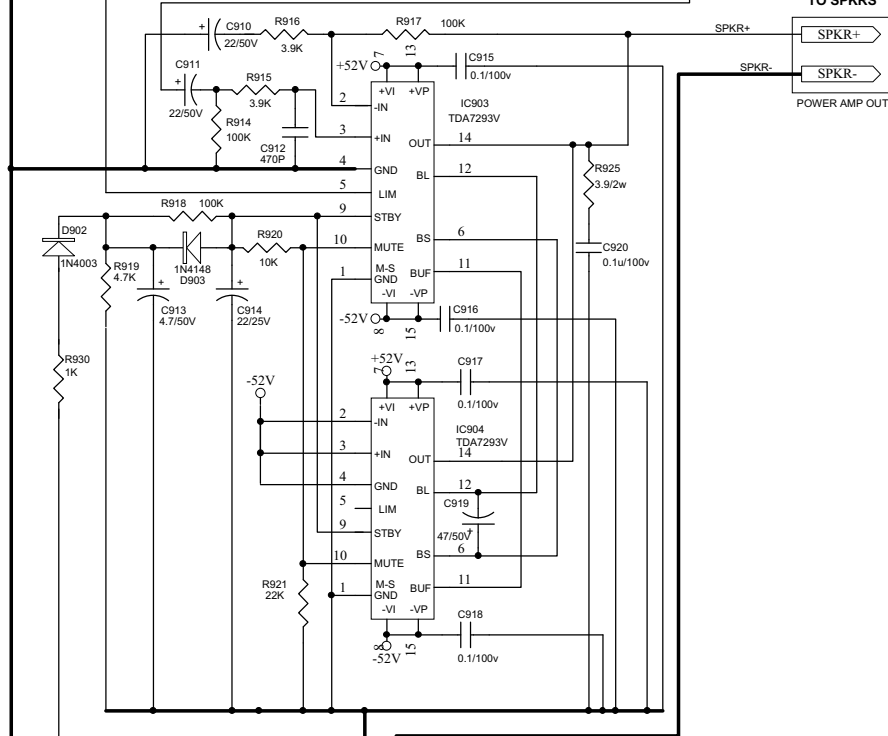 TO SPKRS
C910
22/50V
R916
3.9K
R917
100K
SPKR+
SPKR+
SPKR-
SPKR-
POWER AMP OUT
C911
22/50V
R915
3.9K
R914
100K
C912
470P
+52V
7
13
C915
0.1/100v
+VI +VP
IC903
TDA7293V
2
-IN
3
+IN
OUT
14
4
GND
BL
12
5
LIM
9
STBY
BS
6
10
MUTE
BUF
11
1
M-S
GND
-VI -VP
R925
3.9/2w
C920
0.1u/100v
R918
100K
D902
1N4003
R919
4.7K
1N4148
D903
R920
10K
C913
4.7/50V
C914
22/25V
-52V
8
15
C916
0.1/100v
R930
1K
+52V
7
13
C917
0.1/100v
-52V
+VI +VP
IC904
TDA7293V
2
-IN
3
+IN
OUT
14
4
GND
BL
12
5
LIM
C919
47/50V
9
STBY
BS
6
10
MUTE
R921
22K
1
M-S
GND
BUF
11
-VI -VP
8
15
-52V
C918
0.1/100v